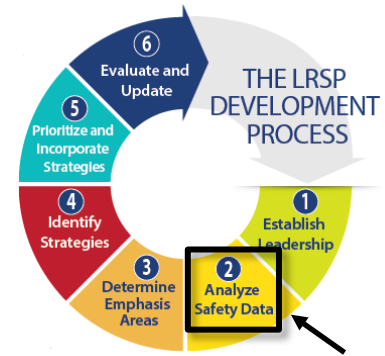 THE LRSP
DEVELOPMENT
PROCESS
1
Establish
Leadership
2
Analyze
Safety Data
3
Determine
Emphasis
Areas
4
Identify
Strategies
5
Prioritize and
Incorporate
Strategies
6
Evaluate and
Update